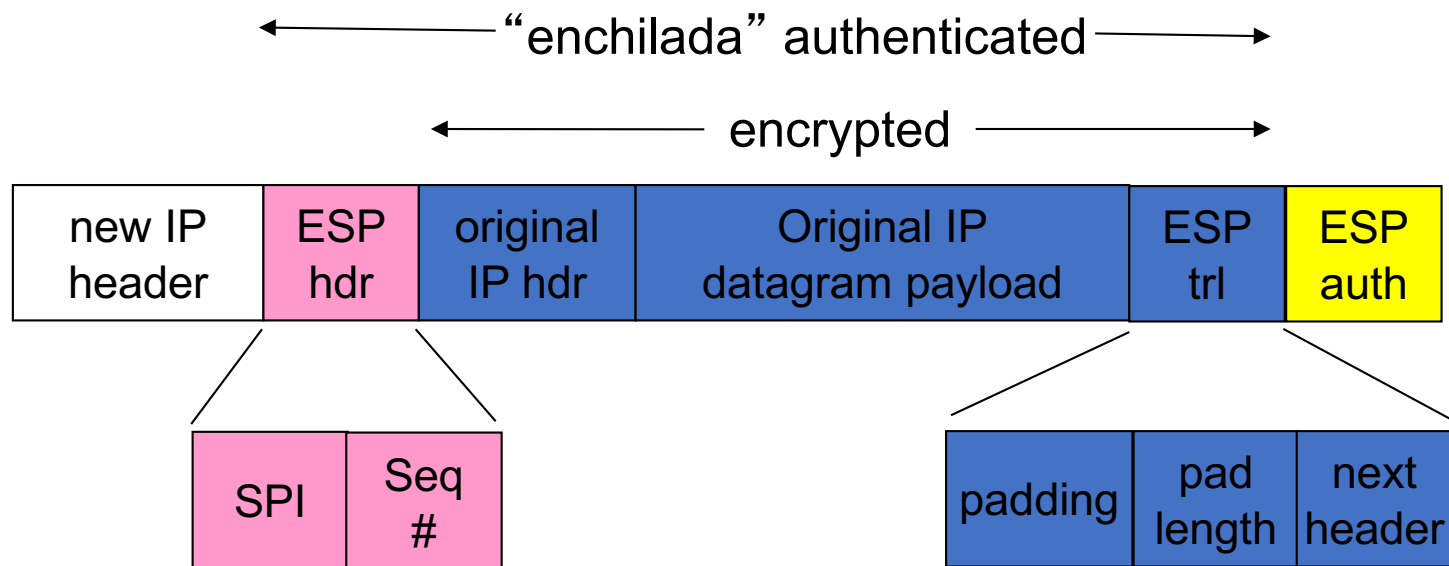 “enchilada” authenticated
encrypted
new IP
header
ESP
hdr
original
IP hdr
Original IP
datagram payload
ESP
trl
ESP
auth
SPI
Seq
#
padding
pad
length
next
header